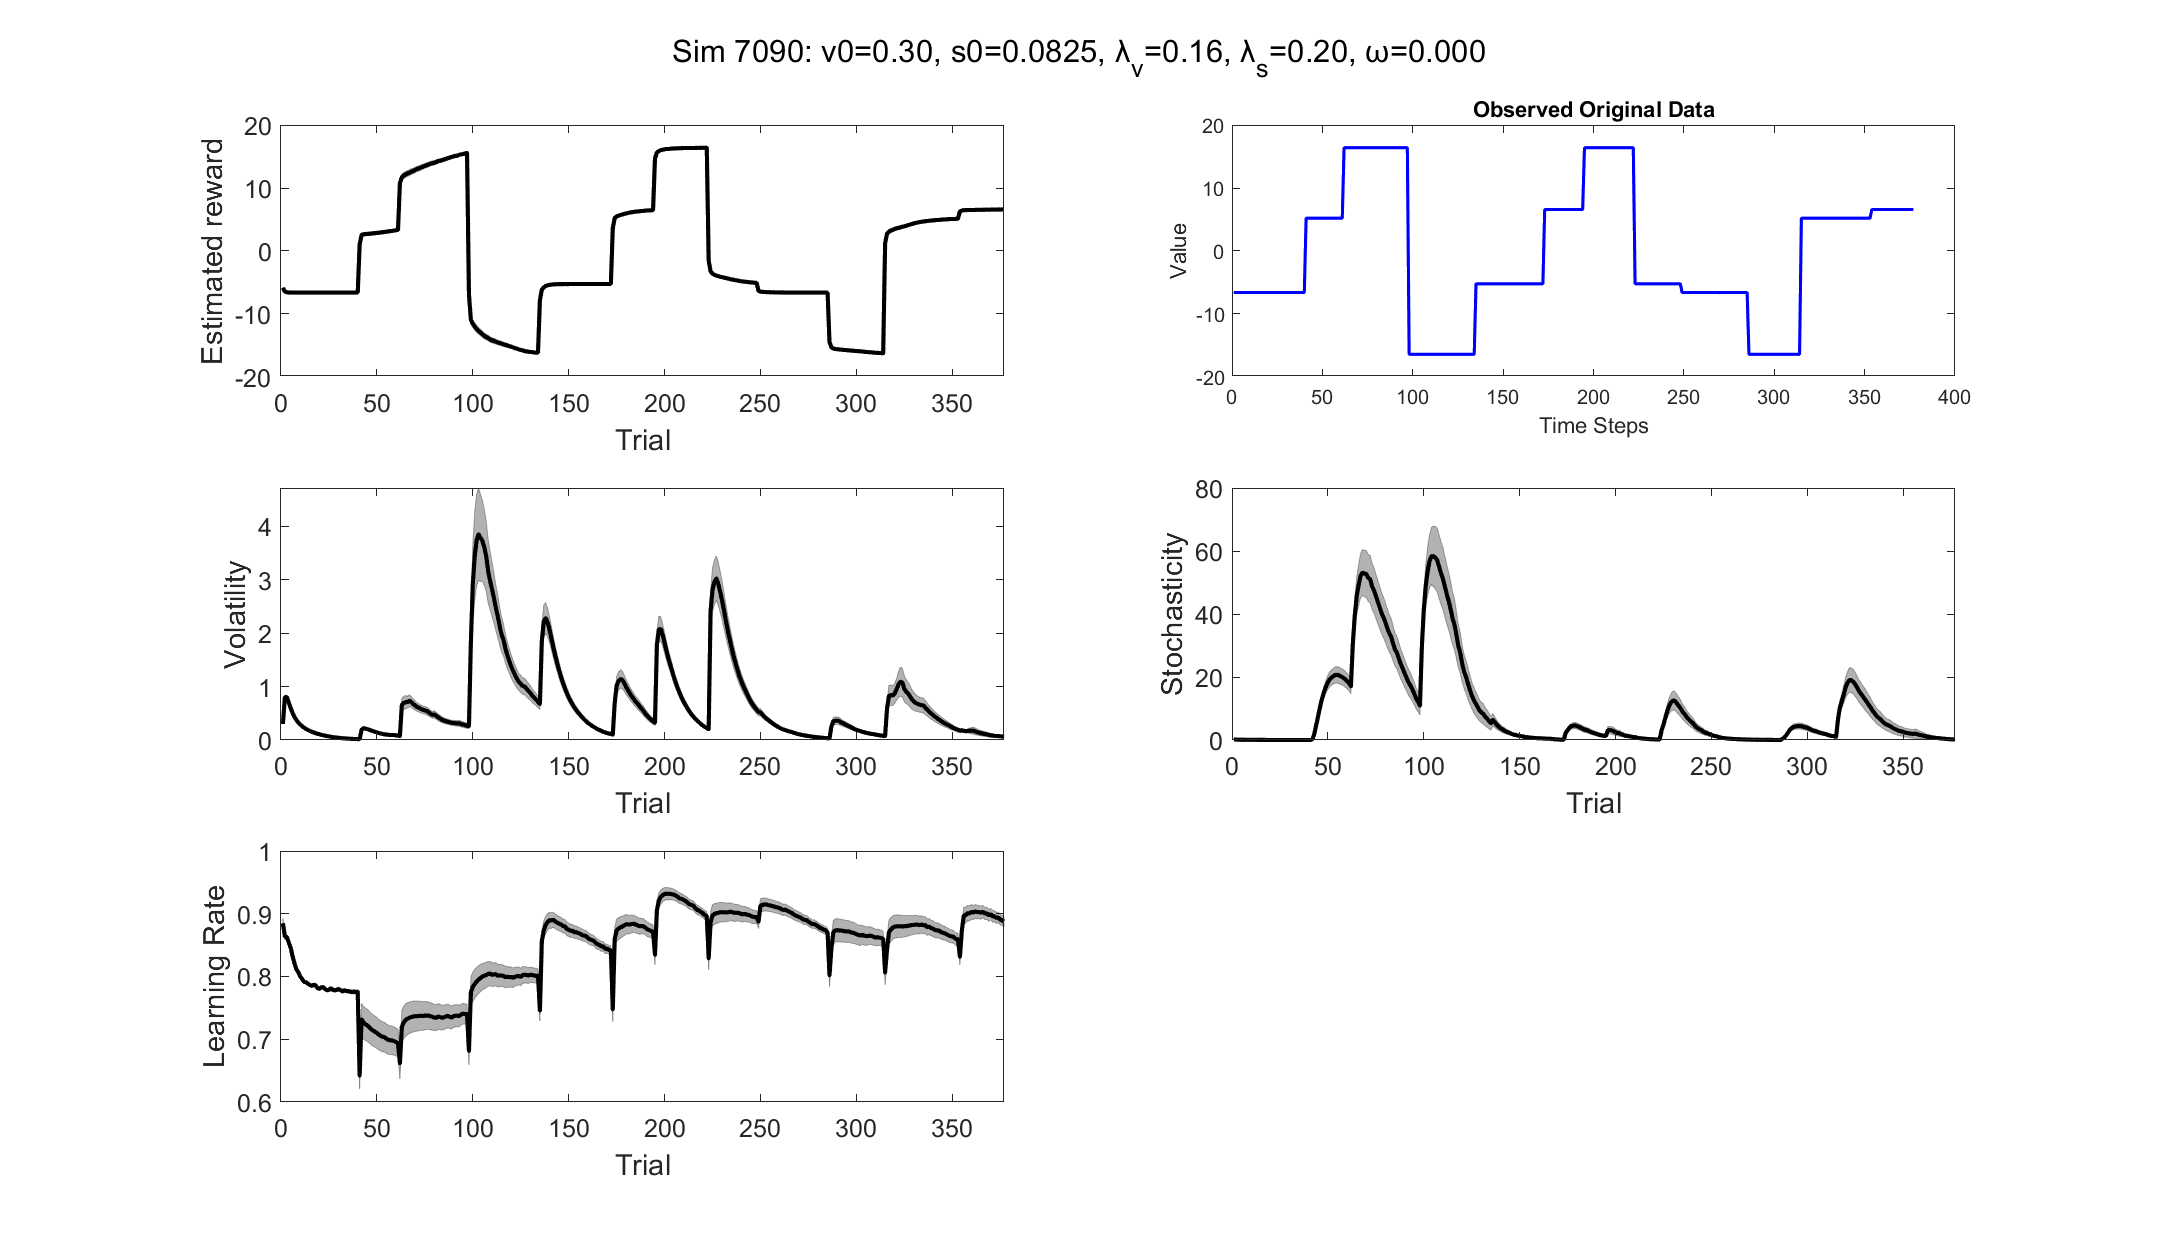 Sim 7090: v0=0.30, s0=0.0825, λv=0.16, λs=0.20, ω=0.000
Estimated reward
20
10
0
-10
-20
0 50 100 150 200 250 300 350
Trial
Observed Original Data
Value
20
10
0
-10
-20
0 50 100 150 200 250 300 350 400
Time Steps
Volatility
4
3
2
1
0
0 50 100 150 200 250 300 350
Trial
Stochasticity
80
60
40
20
0
0 50 100 150 200 250 300 350
Trial
Learning Rate
1
0.9
0.8
0.7
0.6
0 50 100 150 200 250 300 350
Trial